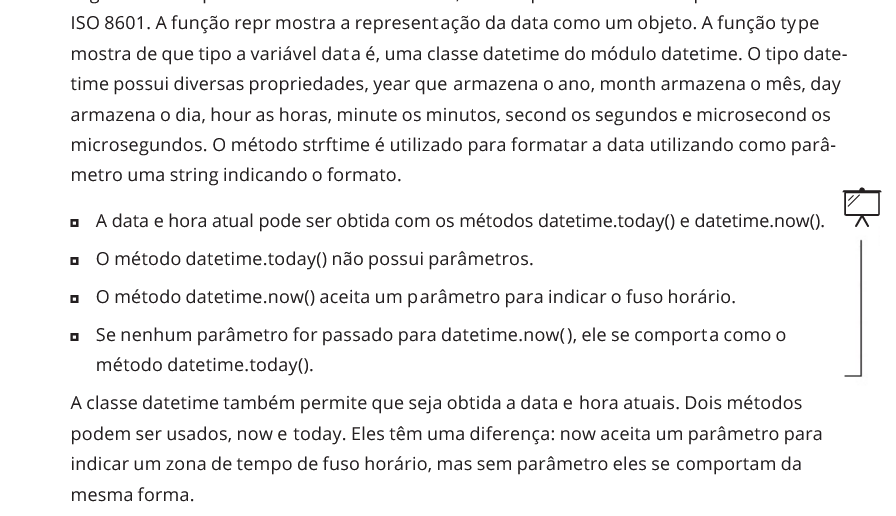 ISO 8601. A função repr mostra a representação da data como um objeto. A função type
mostra de que tipo a variável data é, uma classe datetime do módulo datetime. O tipo date-
time possui diversas propriedades, year que armazena o ano, month armazena o mês, day
armazena o dia, hour as horas, minute os minutos, second os segundos e microsecond os
microsegundos. O método strftime é utilizado para formatar a data utilizando como parâ-
metro uma string indicando o formato.
A data e hora atual pode ser obtida com os métodos datetime.today() e datetime.now().
O método datetime.today() não possui parâmetros.
O método datetime.now() aceita um parâmetro para indicar o fuso horário.
Se nenhum parâmetro for passado para datetime.now(), ele se comporta como o
método datetime.today().
A classe datetime também permite que seja obtida a data e hora atuais. Dois métodos
podem ser usados, now e today. Eles têm uma diferença: now aceita um parâmetro para
indicar um zona de tempo de fuso horário, mas sem parâmetro eles se comportam da
mesma forma.